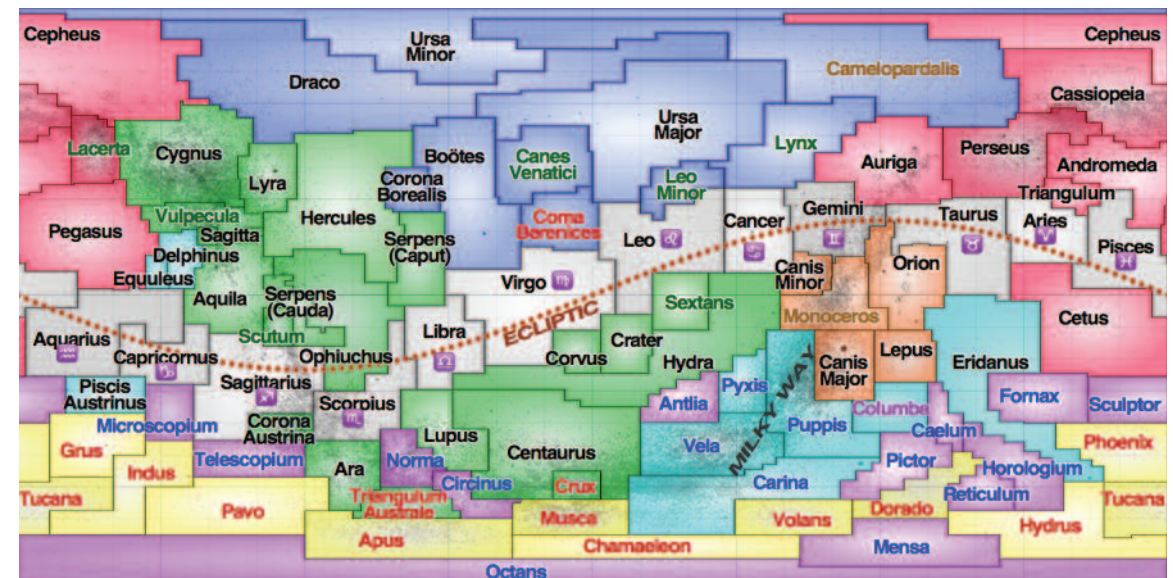 Cepheus
Ursa
Minor
Cepheus
Draco
Camelopardalis
Cassiopeia
Ursa
Major
Lacerta
Cygnus
Boötes
Canes
Venatici
Lynx
Auriga
Perseus
Andromeda
Lyra
Corona
Borealis
Leo
Minor
Triangulum
Vulpecula
Hercules
Coma
Berenices
Cancer
Gemini
Taurus
Aries
♈
Pegasus
Sagitta
Serpens
(Caput)
Leo ♌
♋
♊
♉
Pisces
♓
Delphinus
Equuleus
Virgo ♍
Canis
Minor
Orion
Aquila
Serpens
(Cauda)
ECLIPTIC
Sextans
Monoceros
Cetus
Aquarius
♒
Capricornus
♑
Scutum
Ophiuchus
Libra
♎
Corvus
Crater
Hydra
Canis
Major
Lepus
Eridanus
Piscis
Austrinus
Sagittarius
♐
Scorpius
♏
Antlia
Pyxis
MILKY WAY
Fornax
Sculptor
Microscopium
Corona
Austrina
Lupus
Centaurus
Vela
Puppis
Columba
Caelum
Phoenix
Grus
Indus
Telescopium
Ara
Norma
Circinus
Crux
Carina
Pictor
Horologium
Reticulum
Tucana
Pavo
Triangulum
Australe
Musca
Volans
Dorado
Hydrus
Tucana
Apus
Chamaeleon
Mensa
Octans